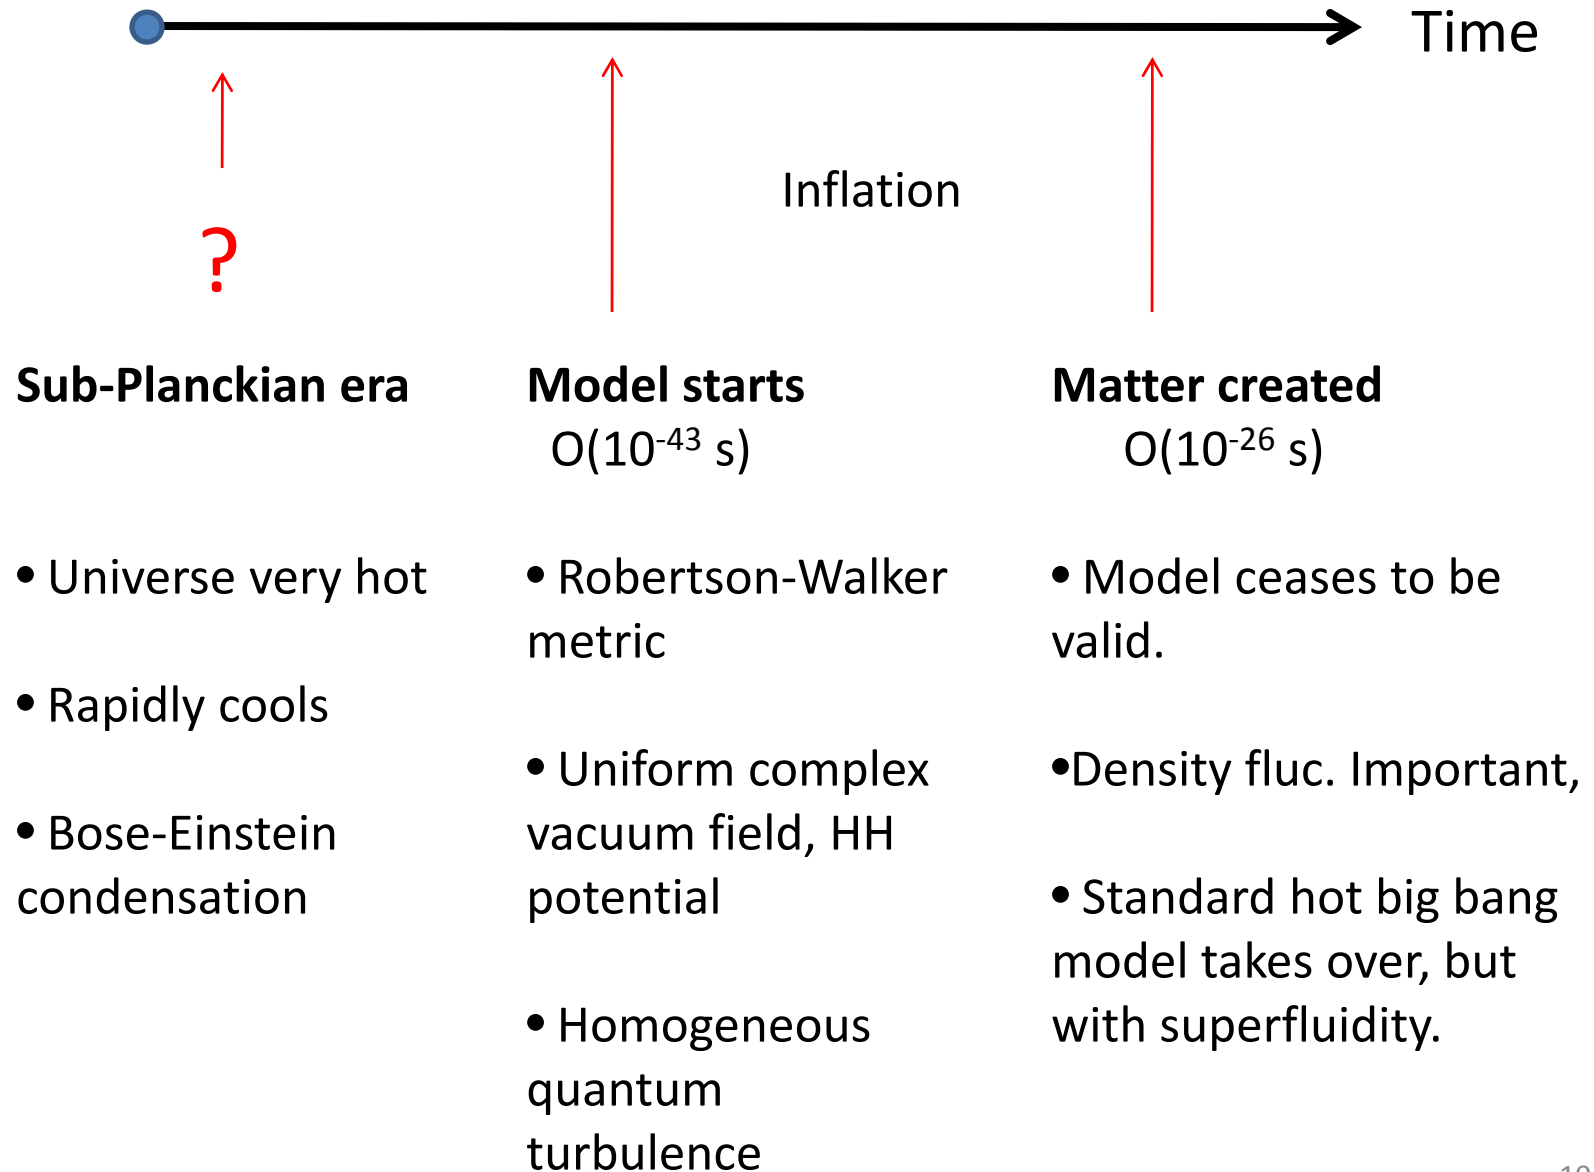 Time
Inflation
?
Sub-Planckian era
• Universe very hot
• Rapidly cools
• Bose-Einstein
condensation
Model starts
O(10⁻⁴³ s)
• Robertson-Walker
metric
• Uniform complex
vacuum field, HH
potential
• Homogeneous
quantum
turbulence
Matter created
O(10⁻²⁶ s)
• Model ceases to be
valid.
•Density fluc. Important,
• Standard hot big bang
model takes over, but
with superfluidity.